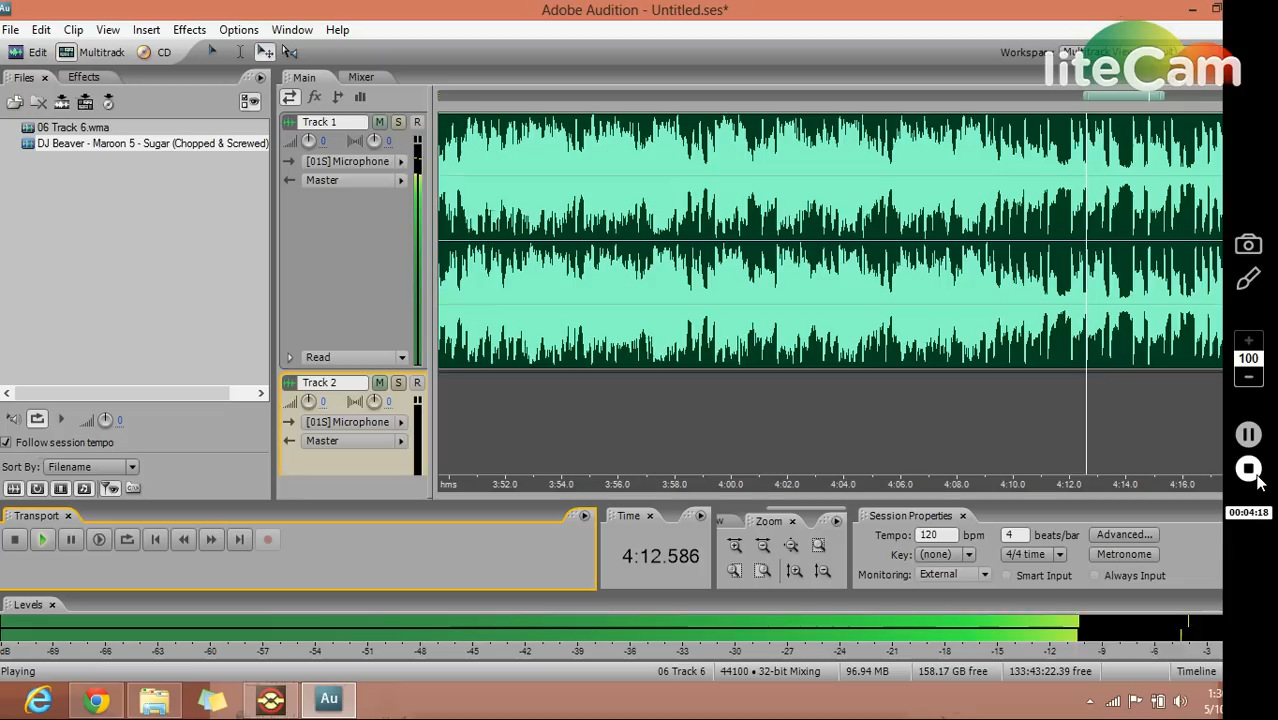 Adobe Audition - Untitled.ses*
File Edit Clip View Insert Effects Options Window Help
Edit Multitrack CD
Workspace:
liteCam
Files Effects
Main Mixer
06 Track 6.wma
DJ Beaver - Maroon 5 - Sugar (Chopped & Screwed)
Track 1 M S R
0 0
[01S] Microphone
Master
Read
Track 2 M S R
0 0
[01S] Microphone
Master
0
Follow session tempo
Sort By: Filename
hms 3:52.0 3:54.0 3:56.0 3:58.0 4:00.0 4:02.0 4:04.0 4:06.0 4:08.0 4:10.0 4:12.0 4:14.0 4:16.0
100
00:04:18
Transport
Time
4:12.586
Zoom
Session Properties
Tempo: 120 bpm 4 beats/bar Advanced...
Key: (none) 4/4 time Metronome
Monitoring: External Smart Input Always Input
Levels
dB -69 -66 -63 -60 -57 -54 -51 -48 -45 -42 -39 -36 -33 -30 -27 -24 -21 -18 -15 -12 -9 -6 -3
Playing
06 Track 6 44100 • 32-bit Mixing 96.94 MB 158.17 GB free 133:43:22.39 free Timeline
Au